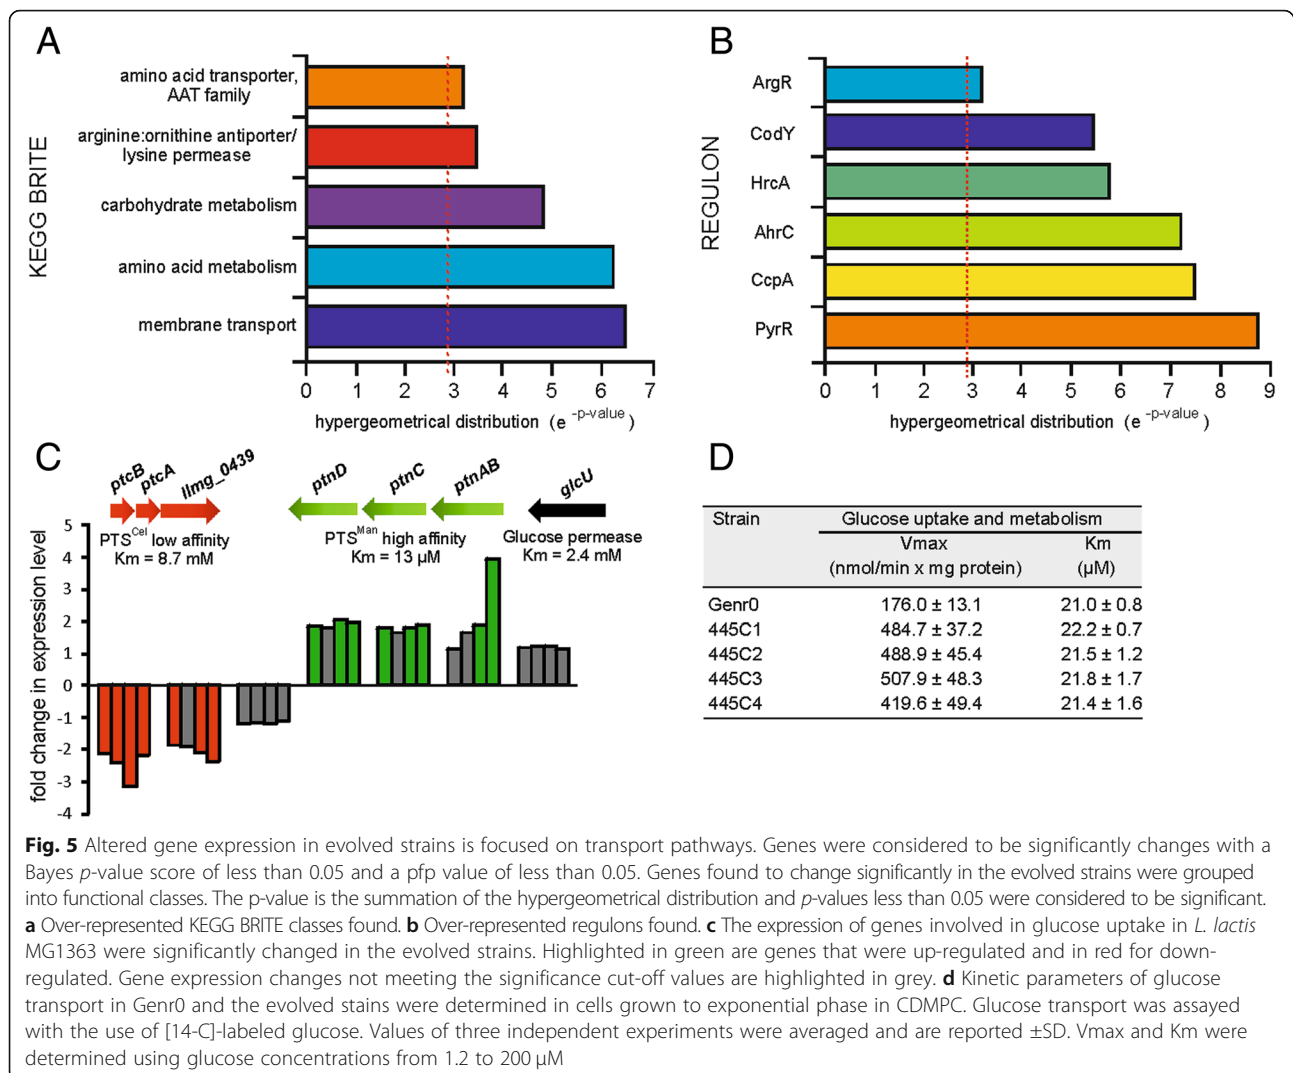 A
KEGG BRITE
amino acid transporter,
AAT family
arginine:ornithine antiporter/
lysine permease
carbohydrate metabolism
amino acid metabolism
membrane transport
0 1 2 3 4 5 6 7
hypergeometrical distribution (e -p-value)
B
REGULON
ArgR
CodY
HrcA
AhrC
CcpA
PyrR
0 1 2 3 4 5 6 7 8 9
hypergeometrical distribution (e -p-value)
C
ptcB ptcA llmg_0439 ptnD ptnC ptnAB glcU
PTSCel low affinity
Km = 8.7 mM
PTSMan high affinity
Km = 13 µM
Glucose permease
Km = 2.4 mM
fold change in expression level
5
4
3
2
1
0
-1
-2
-3
-4
D
Strain Glucose uptake and metabolism
Vmax Km
(nmol/min x mg protein) (µM)
Genr0 176.0 ± 13.1 21.0 ± 0.8
445C1 484.7 ± 37.2 22.2 ± 0.7
445C2 488.9 ± 45.4 21.5 ± 1.2
445C3 507.9 ± 48.3 21.8 ± 1.7
445C4 419.6 ± 49.4 21.4 ± 1.6
Fig. 5 Altered gene expression in evolved strains is focused on transport pathways. Genes were considered to be significantly changes with a
Bayes p-value score of less than 0.05 and a pfp value of less than 0.05. Genes found to change significantly in the evolved strains were grouped
into functional classes. The p-value is the summation of the hypergeometrical distribution and p-values less than 0.05 were considered to be significant.
a Over-represented KEGG BRITE classes found. b Over-represented regulons found. c The expression of genes involved in glucose uptake in L. lactis
MG1363 were significantly changed in the evolved strains. Highlighted in green are genes that were up-regulated and in red for down-
regulated. Gene expression changes not meeting the significance cut-off values are highlighted in grey. d Kinetic parameters of glucose
transport in Genr0 and the evolved stains were determined in cells grown to exponential phase in CDMPC. Glucose transport was assayed
with the use of [14-C]-labeled glucose. Values of three independent experiments were averaged and are reported ±SD. Vmax and Km were
determined using glucose concentrations from 1.2 to 200 µM